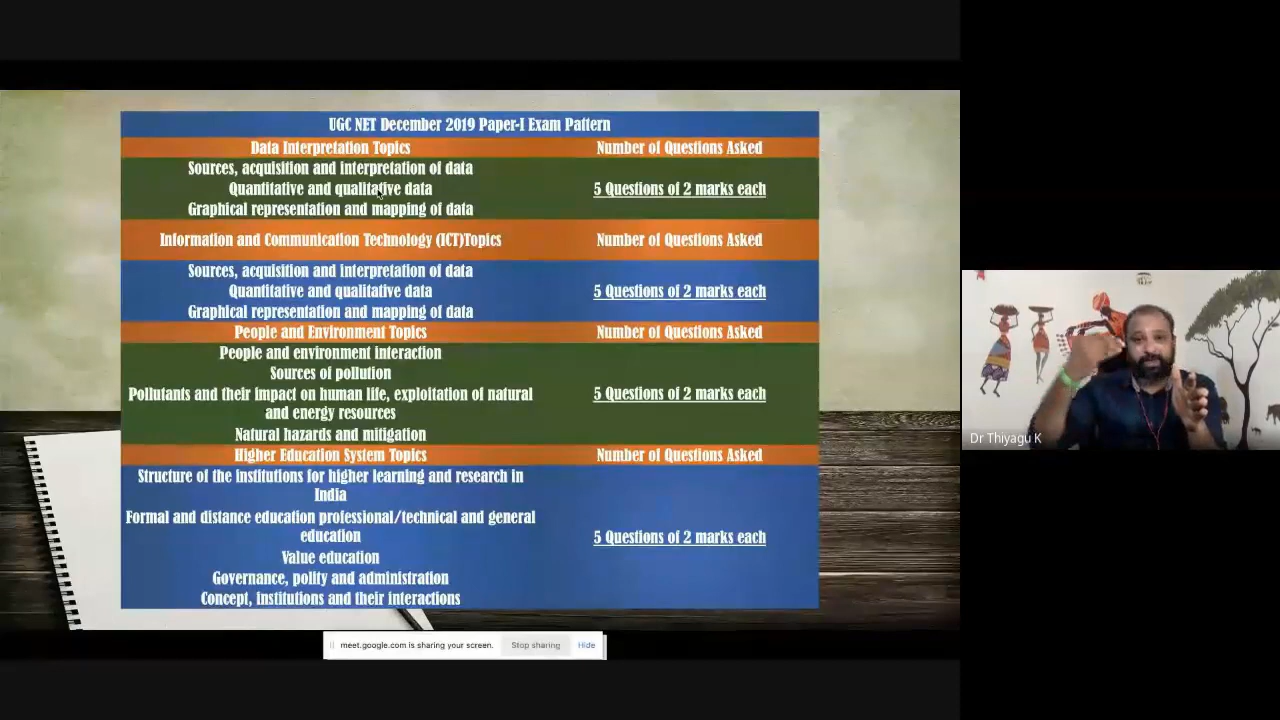 UGC NET December 2019 Paper-I Exam Pattern
Data Interpretation Topics Number of Questions Asked
Sources, acquisition and interpretation of data
Quantitative and qualitative data
Graphical representation and mapping of data
5 Questions of 2 marks each
Information and Communication Technology (ICT)Topics Number of Questions Asked
Sources, acquisition and interpretation of data
Quantitative and qualitative data
Graphical representation and mapping of data
5 Questions of 2 marks each
People and Environment Topics Number of Questions Asked
People and environment interaction
Sources of pollution
Pollutants and their impact on human life, exploitation of natural
and energy resources
Natural hazards and mitigation
5 Questions of 2 marks each
Higher Education System Topics Number of Questions Asked
Structure of the institutions for higher learning and research in
India
Formal and distance education professional/technical and general
education
Value education
Governance, polity and administration
Concept, institutions and their interactions
5 Questions of 2 marks each
Dr Thiyagu K
meet.google.com is sharing your screen. Stop sharing Hide